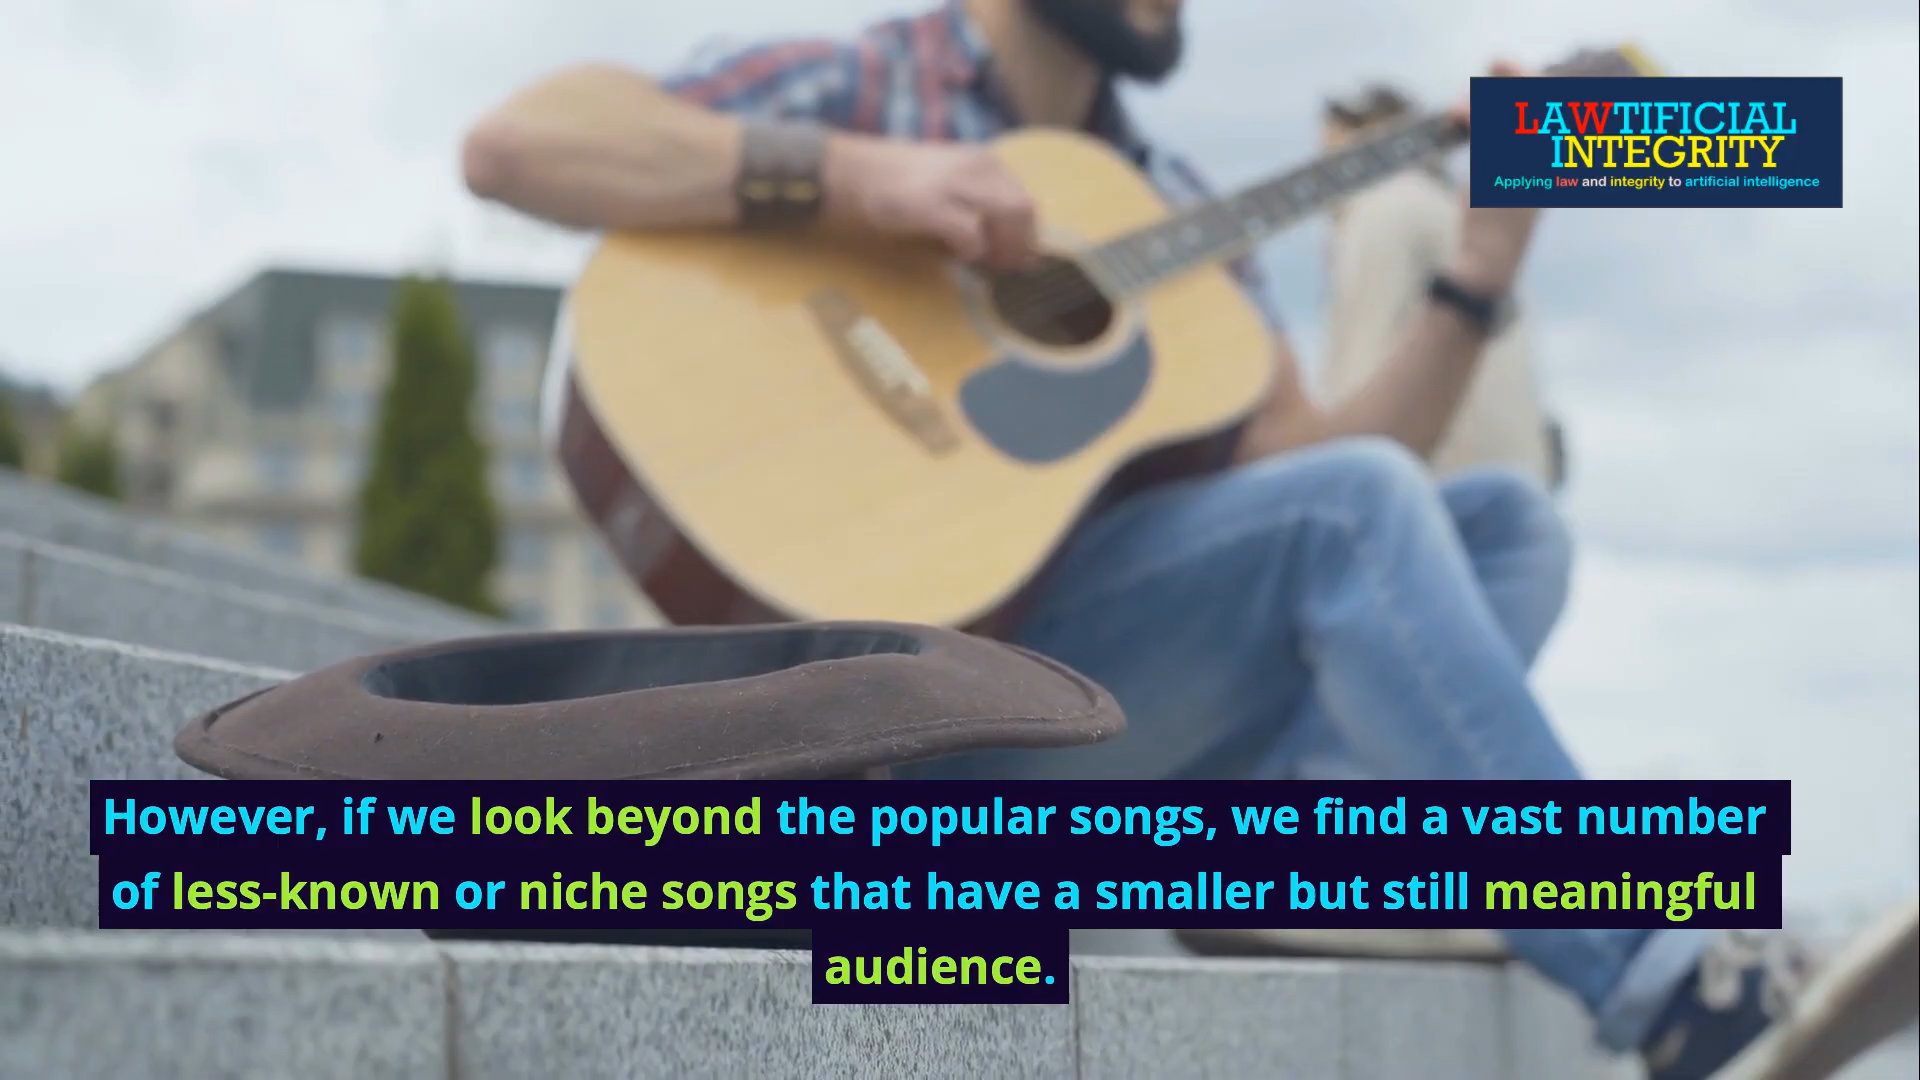 LAWTIFICIAL
INTEGRITY
Applying law and integrity to artificial intelligence
However, if we look beyond the popular songs, we find a vast number
of less-known or niche songs that have a smaller but still meaningful
audience.